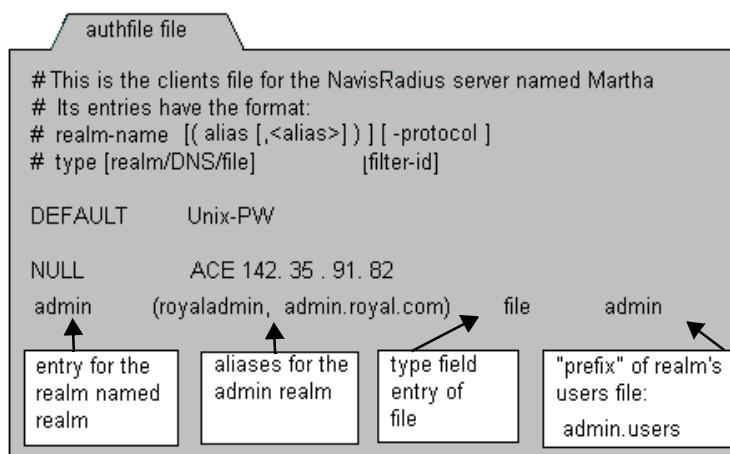 authfile file
# This is the clients file for the NavisRadius server named Martha
# Its entries have the format:
# realm-name [( alias [,<alias>] ) ] [ -protocol ]
# type [realm/DNS/file] [filter-id]
DEFAULT Unix-PW
NULL ACE 142. 35 . 91. 82
admin (royaladmin, admin.royal.com) file admin
entry for the
realm named
realm
aliases for the
admin realm
type field
entry of
file
"prefix" of realm's
users file:
admin.users